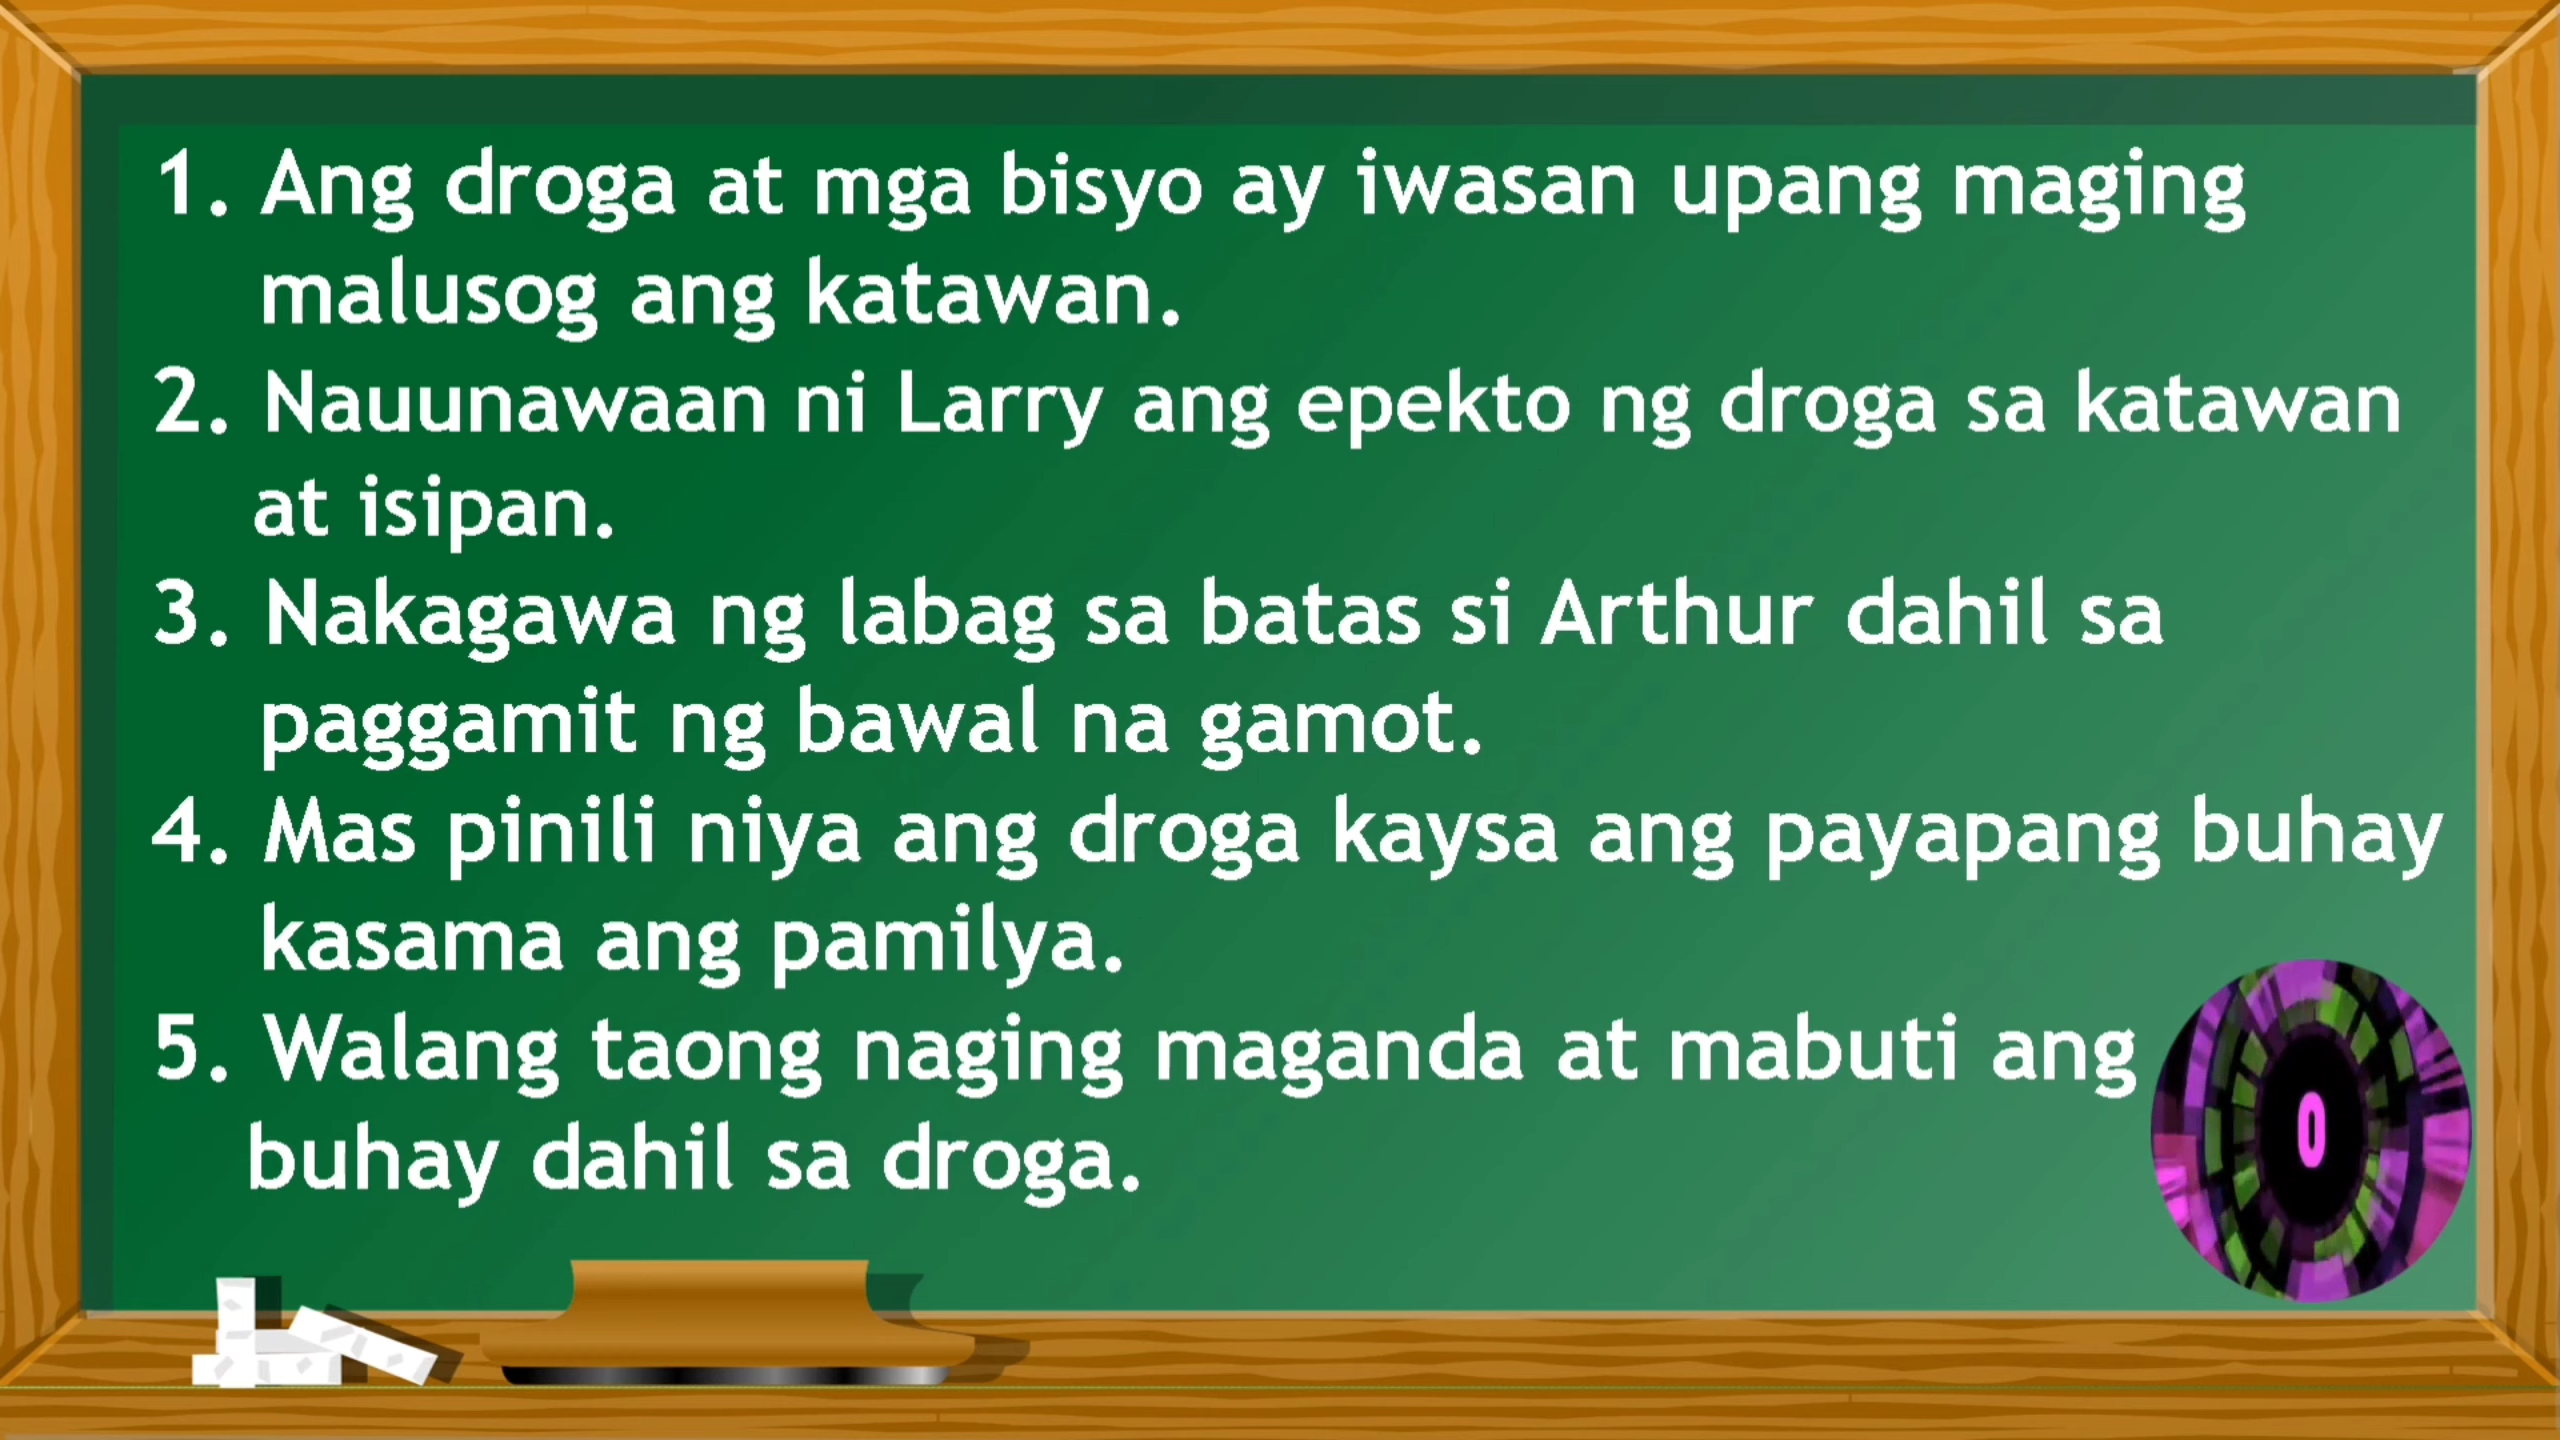 1. Ang droga at mga bisyo ay iwasan upang maging
malusog ang katawan.
2. Nauunawaan ni Larry ang epekto ng droga sa katawan
at isipan.
3. Nakagawa ng labag sa batas si Arthur dahil sa
paggamit ng bawal na gamot.
4. Mas pinili niya ang droga kaysa ang payapang buhay
kasama ang pamilya.
5. Walang taong naging maganda at mabuti ang
buhay dahil sa droga.
0